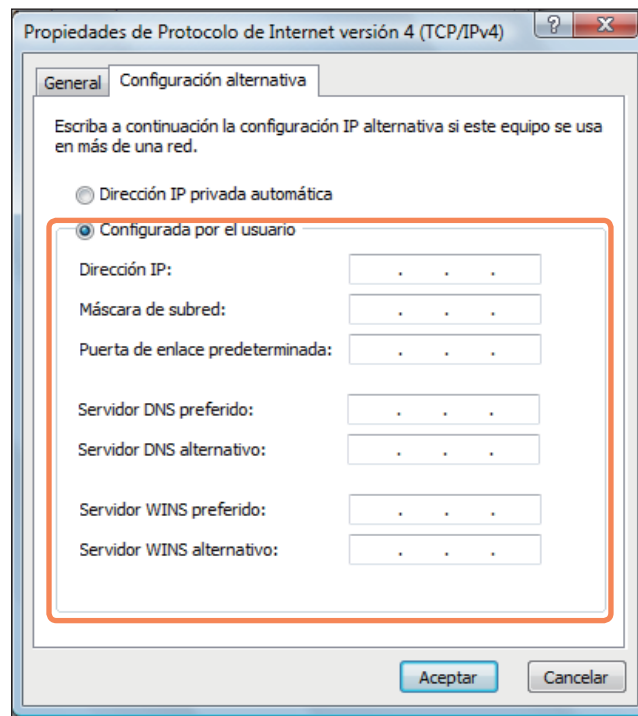 Propiedades de Protocolo de Internet versión 4 (TCP/IPv4)
General
Configuración alternativa
Escriba a continuación la configuración IP alternativa si este equipo se usa
en más de una red.
Dirección IP privada automática
Configurada por el usuario
Dirección IP:
Máscara de subred:
Puerta de enlace predeterminada:
Servidor DNS preferido:
Servidor DNS alternativo:
Servidor WINS preferido:
Servidor WINS alternativo:
Aceptar
Cancelar